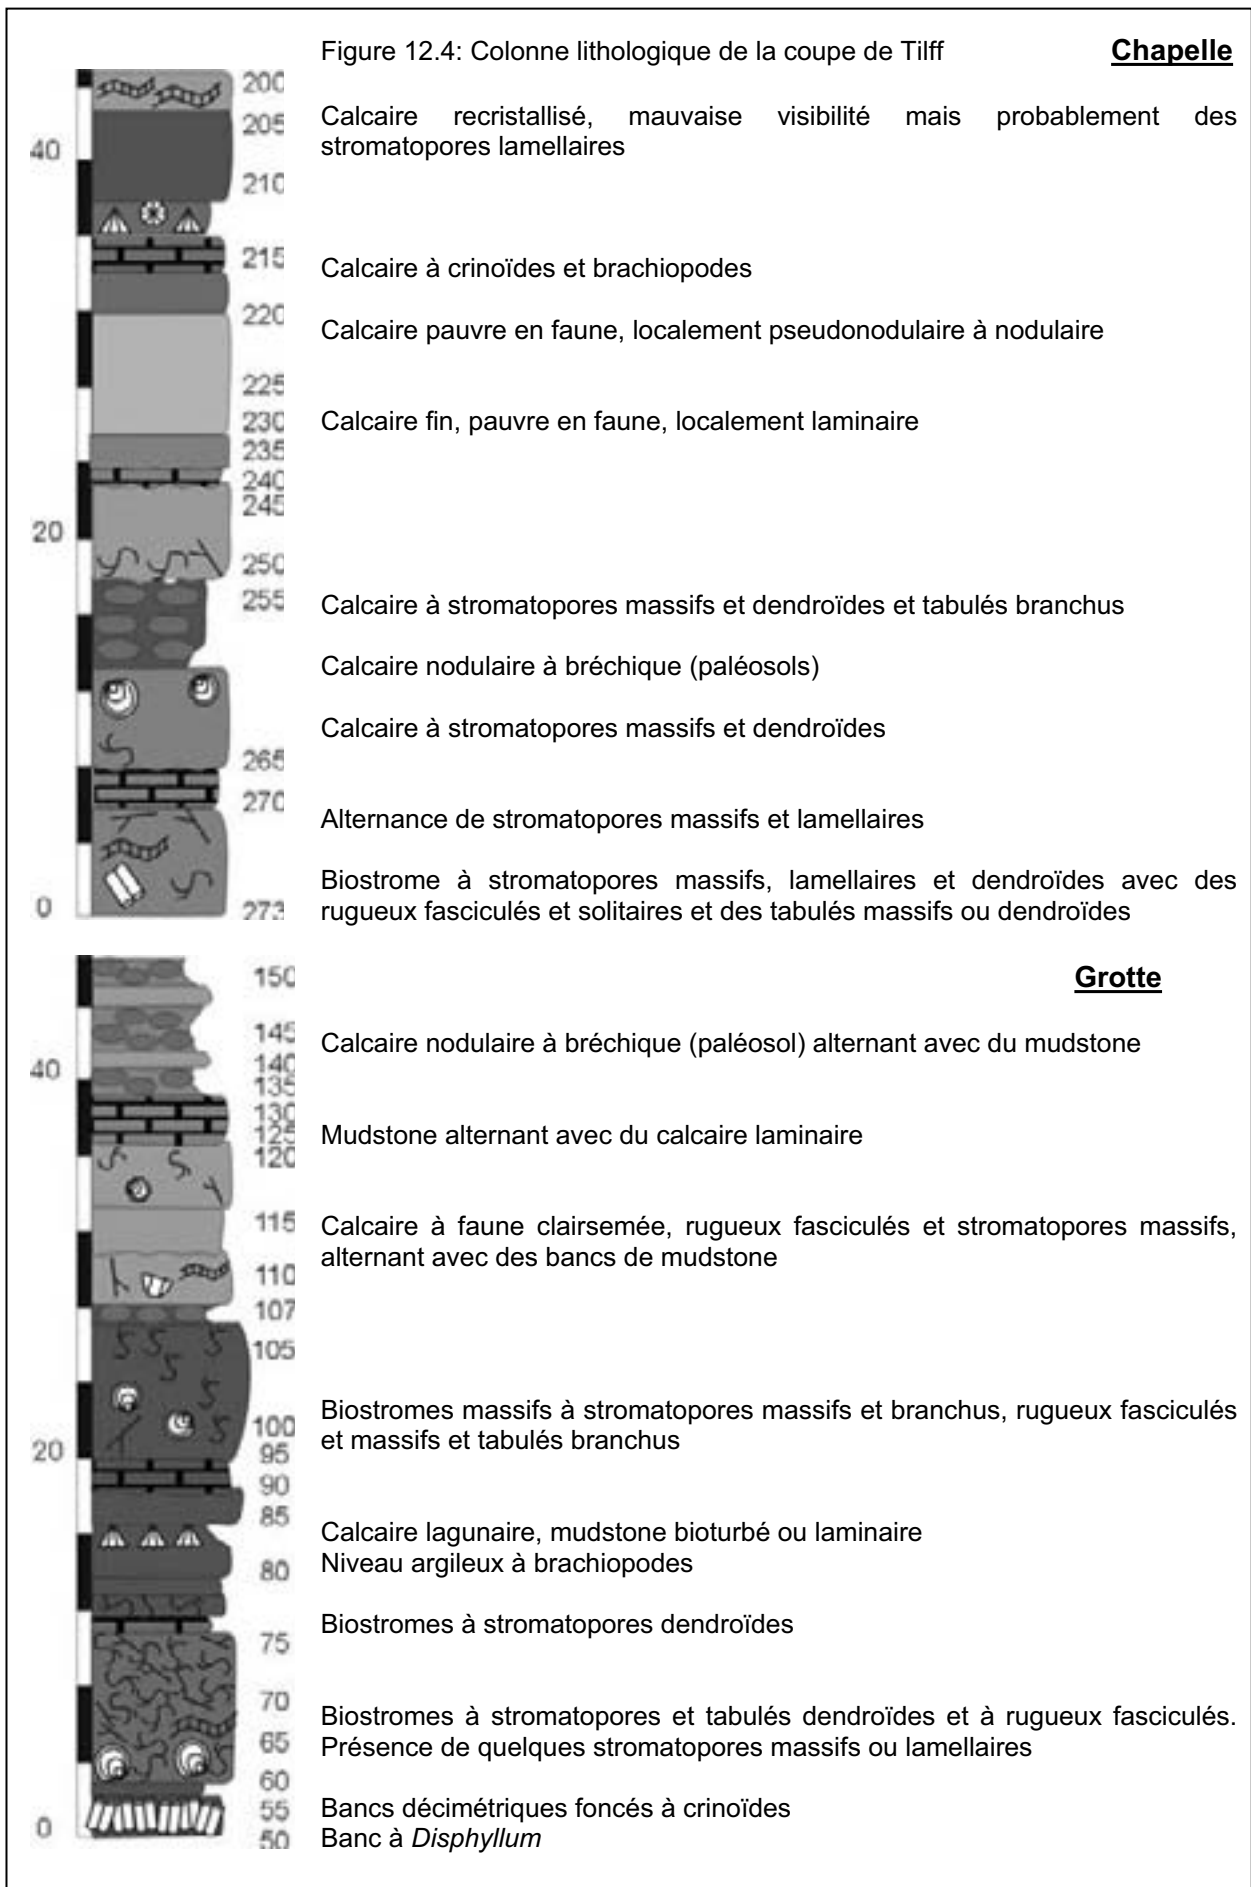 Figure 12.4: Colonne lithologique de la coupe de Tilff Chapelle
200
Calcaire recristallisé, mauvaise visibilité mais probablement des
205
stromatopores lamellaires
40
210
215
Calcaire à crinoïdes et brachiopodes
220
Calcaire pauvre en faune, localement pseudonodulaire à nodulaire
225
230
Calcaire fin, pauvre en faune, localement laminaire
235
240
245
20
250
255
Calcaire à stromatopores massifs et dendroïdes et tabulés branchus
Calcaire nodulaire à bréchique (paléosols)
Calcaire à stromatopores massifs et dendroïdes
265
270
Alternance de stromatopores massifs et lamellaires
Biostrome à stromatopores massifs, lamellaires et dendroïdes avec des
0
273
rugueux fasciculés et solitaires et des tabulés massifs ou dendroïdes
150
Grotte
145
Calcaire nodulaire à bréchique (paléosol) alternant avec du mudstone
140
40
135
130
125
Mudstone alternant avec du calcaire laminaire
120
115
Calcaire à faune clairsemée, rugueux fasciculés et stromatopores massifs,
alternant avec des bancs de mudstone
110
107
105
Biostromes massifs à stromatopores massifs et branchus, rugueux fasciculés
100
et massifs et tabulés branchus
20
95
90
85
Calcaire lagunaire, mudstone bioturbé ou laminaire
Niveau argileux à brachiopodes
80
Biostromes à stromatopores dendroïdes
75
70
Biostromes à stromatopores et tabulés dendroïdes et à rugueux fasciculés.
65
Présence de quelques stromatopores massifs ou lamellaires
60
55
Bancs décimétriques foncés à crinoïdes
0
50
Banc à Disphyllum